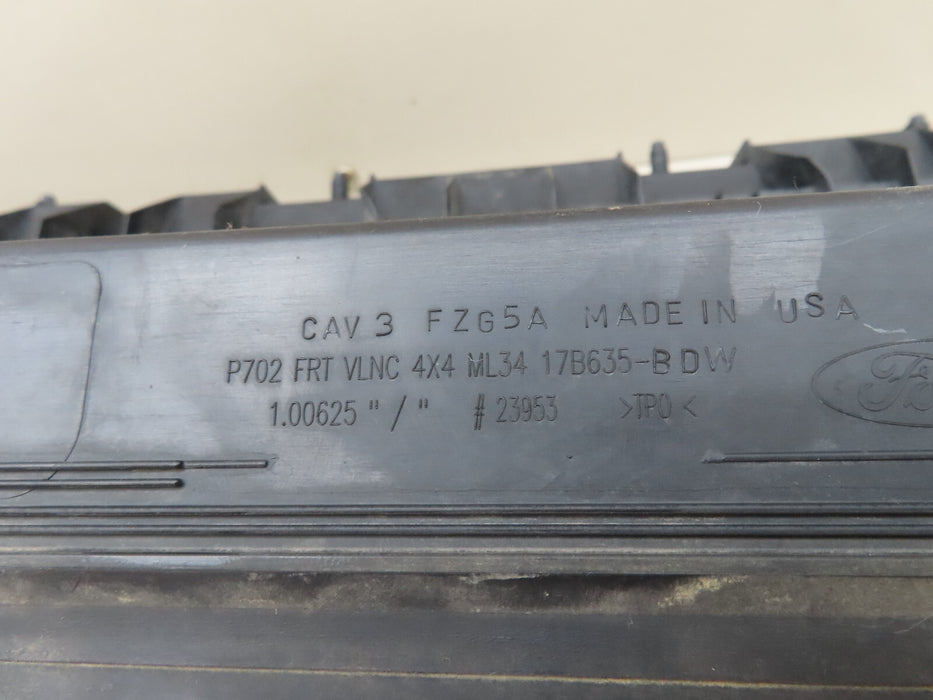 CAV 3 FZG5A MADE IN USA
P702 FRT VLNC 4X4 ML34 17B635-BDW
1.00625 " / " # 23953 >TPO<